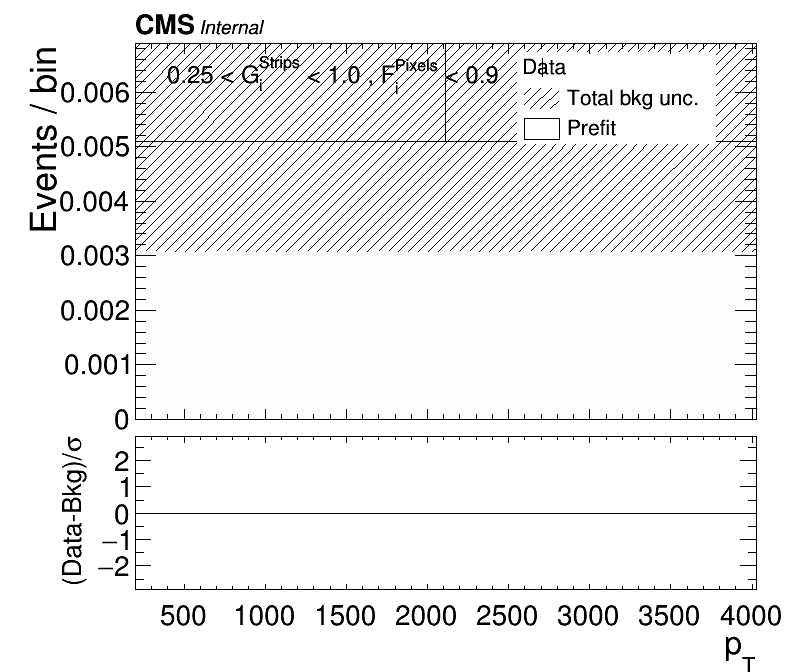 CMS Internal
0.25 < G_i^Strips < 1.0 , F_i^Pixels < 0.9
Data
Total bkg unc.
Prefit
Events / bin
0.006
0.005
0.004
0.003
0.002
0.001
0
(Data-Bkg)/σ
2
1
0
−1
−2
500 1000 1500 2000 2500 3000 3500 4000
p_T